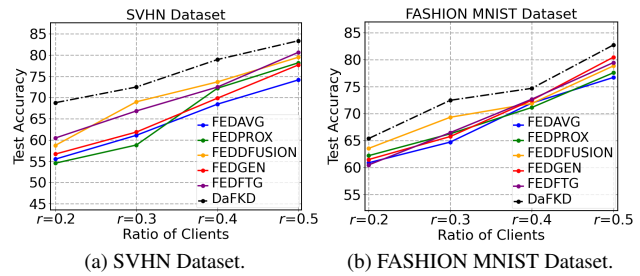 SVHN Dataset
Test Accuracy
85
80
75
70
65
60
55
50
45
FEDAVG
FEDPROX
FEDDFUSION
FEDGEN
FEDFTG
DaFKD
r=0.2 r=0.3 r=0.4 r=0.5
Ratio of Clients
(a) SVHN Dataset.
FASHION MNIST Dataset
Test Accuracy
85
80
75
70
65
60
55
FEDAVG
FEDPROX
FEDDFUSION
FEDGEN
FEDFTG
DaFKD
r=0.2 r=0.3 r=0.4 r=0.5
Ratio of Clients
(b) FASHION MNIST Dataset.